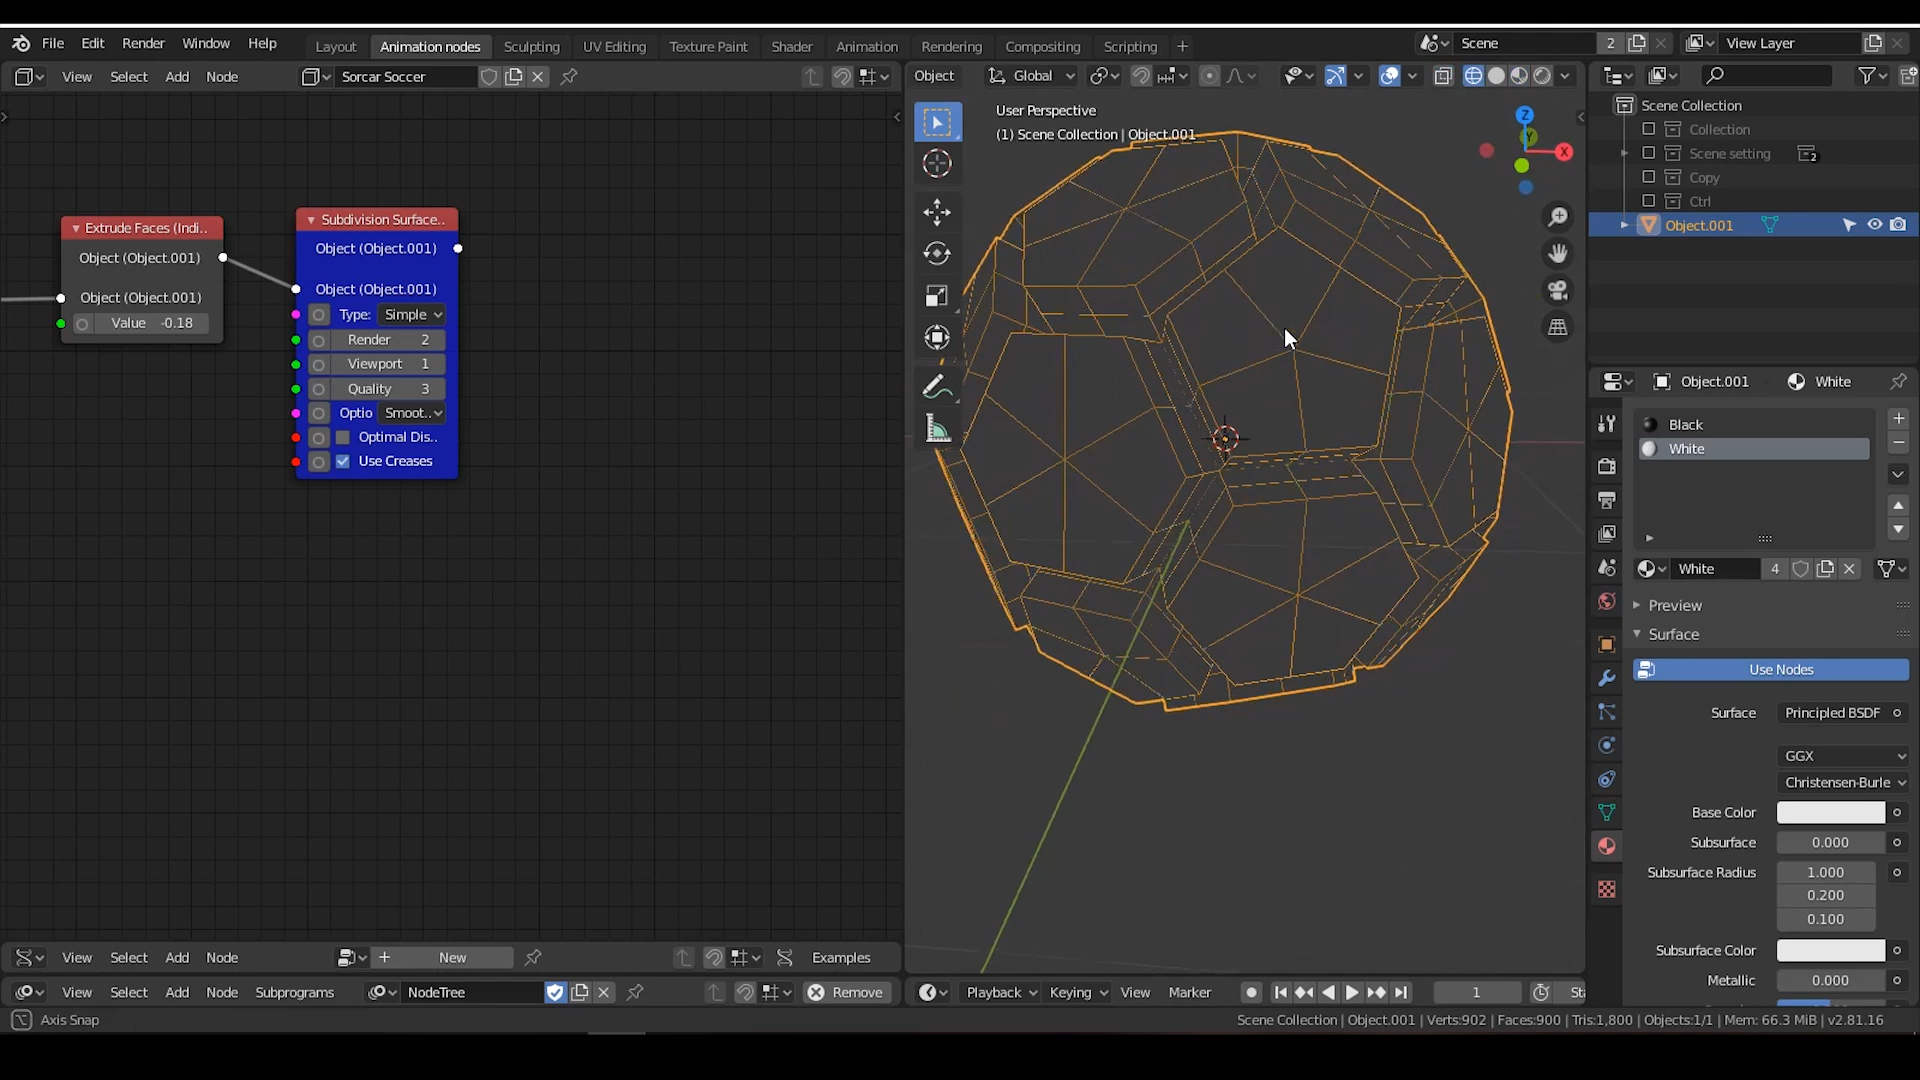 File Edit Render Window Help Layout Animation nodes Sculpting UV Editing Texture Paint Shader Animation Rendering Compositing Scripting + Scene 2 View Layer
View Select Add Node Sorcar Soccer
Object Global
User Perspective
(1) Scene Collection | Object.001
Z
Y
X
Scene Collection
Collection
Scene setting 2
Copy
Ctrl
Object.001
Extrude Faces (Indi..
Object (Object.001)
Object (Object.001)
Value -0.18
Subdivision Surface..
Object (Object.001)
Object (Object.001)
Type: Simple
Render 2
Viewport 1
Quality 3
Optio Smoot..
Optimal Dis..
Use Creases
Object.001 White
Black
White
White 4
Preview
Surface
Use Nodes
Surface Principled BSDF
GGX
Christensen-Burle
Base Color
Subsurface 0.000
Subsurface Radius 1.000
0.200
0.100
Subsurface Color
Metallic 0.000
View Select Add Node + New Examples
View Select Add Node Subprograms NodeTree Remove
Playback Keying View Marker 1 Sta
Axis Snap
Scene Collection | Object.001 | Verts:902 | Faces:900 | Tris:1,800 | Objects:1/1 | Mem: 66.3 MiB | v2.81.16